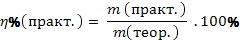 η%(практ.) = m (практ.) / m(теор.) . 100%